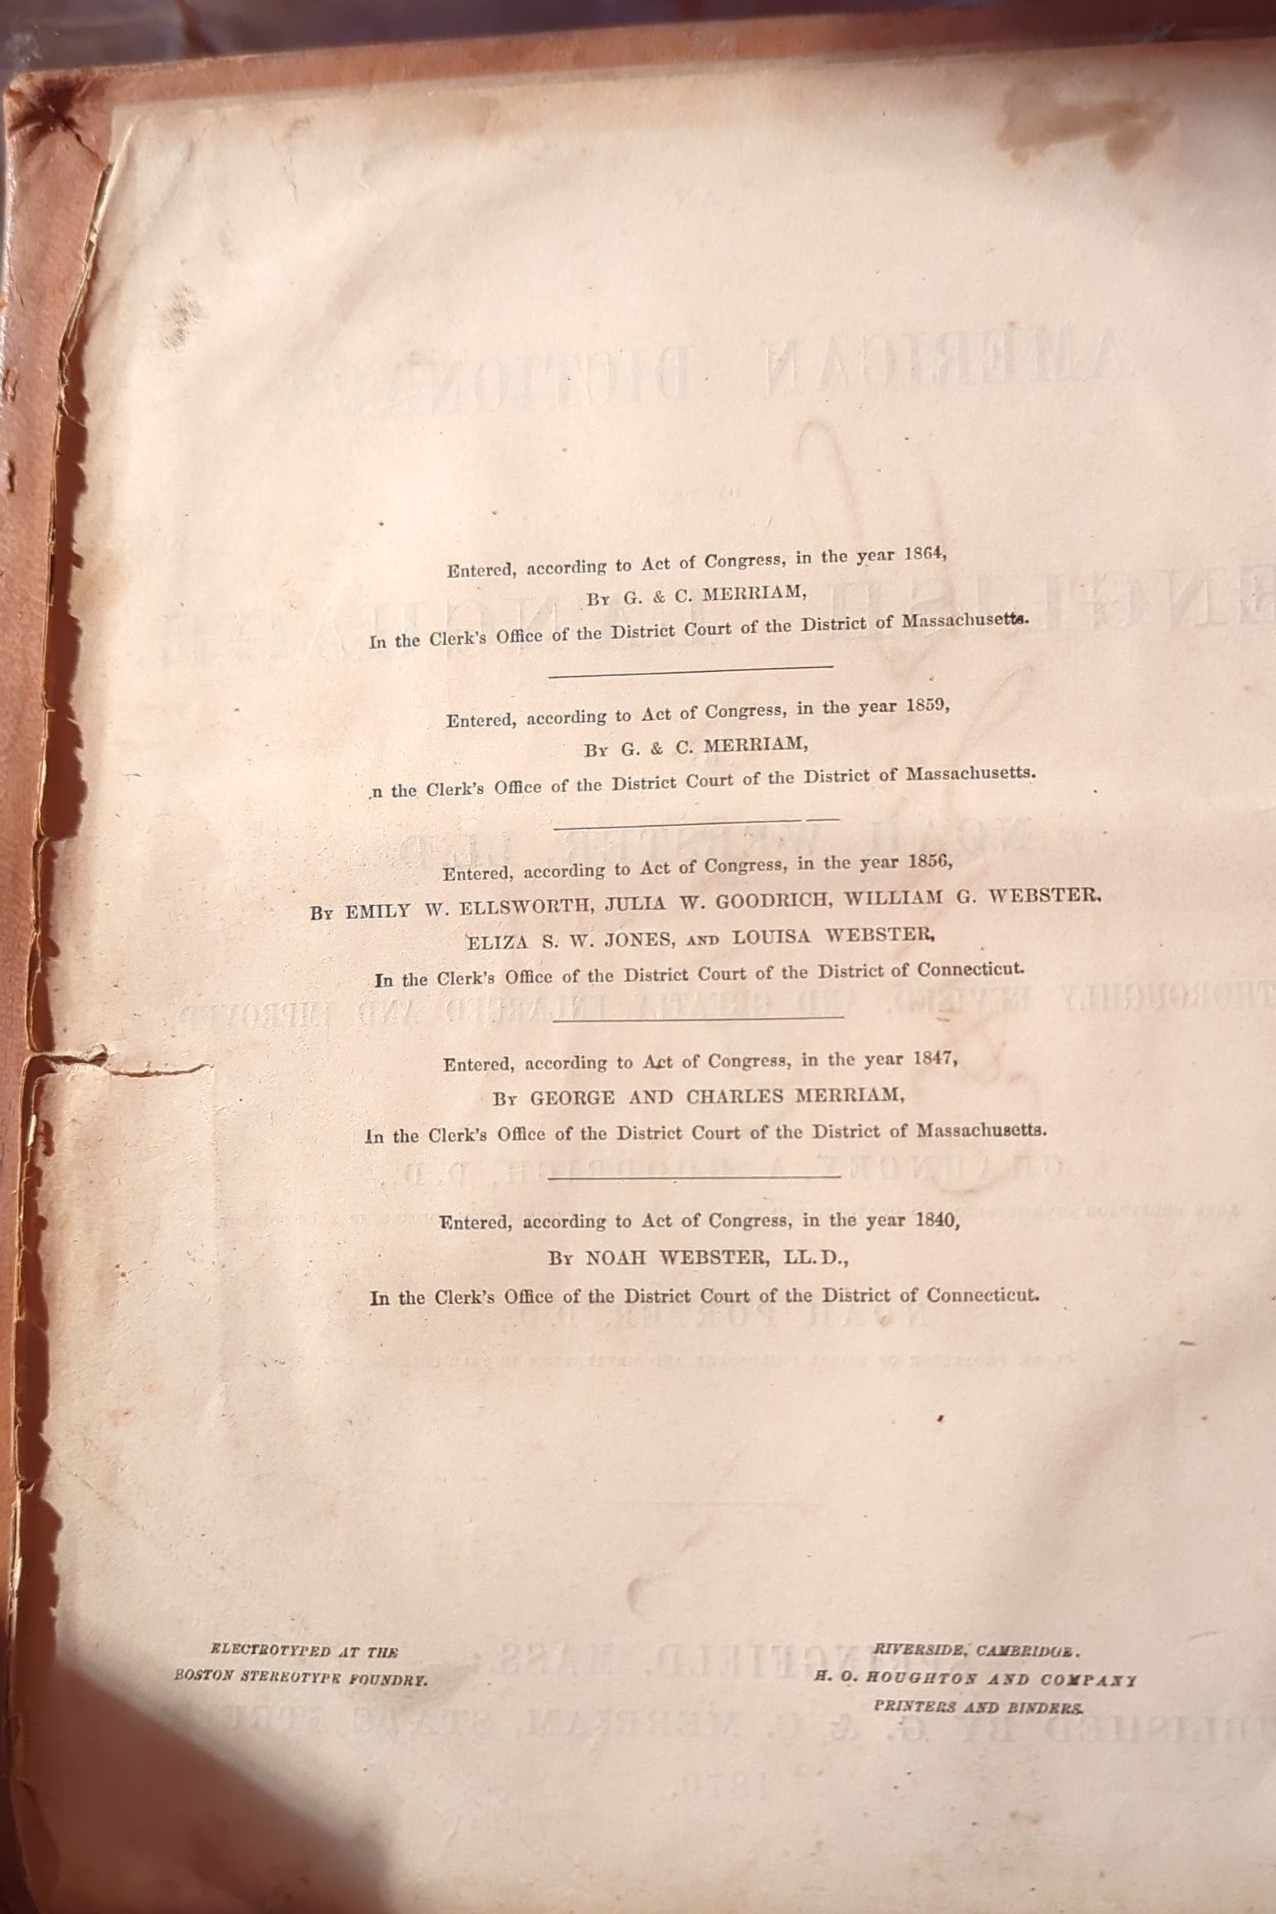 Entered, according to Act of Congress, in the year 1864,
By G. & C. MERRIAM,
In the Clerk's Office of the District Court of the District of Massachusetts.
Entered, according to Act of Congress, in the year 1859,
By G. & C. MERRIAM,
n the Clerk's Office of the District Court of the District of Massachusetts.
Entered, according to Act of Congress, in the year 1856,
By EMILY W. ELLSWORTH, JULIA W. GOODRICH, WILLIAM G. WEBSTER,
ELIZA S. W. JONES, AND LOUISA WEBSTER,
In the Clerk's Office of the District Court of the District of Connecticut.
Entered, according to Act of Congress, in the year 1847,
By GEORGE AND CHARLES MERRIAM,
In the Clerk's Office of the District Court of the District of Massachusetts.
Entered, according to Act of Congress, in the year 1840,
By NOAH WEBSTER, LL.D.,
In the Clerk's Office of the District Court of the District of Connecticut.
ELECTROTYPED AT THE
BOSTON STEREOTYPE FOUNDRY.
RIVERSIDE, CAMBRIDGE.
H. O. HOUGHTON AND COMPANY
PRINTERS AND BINDERS.